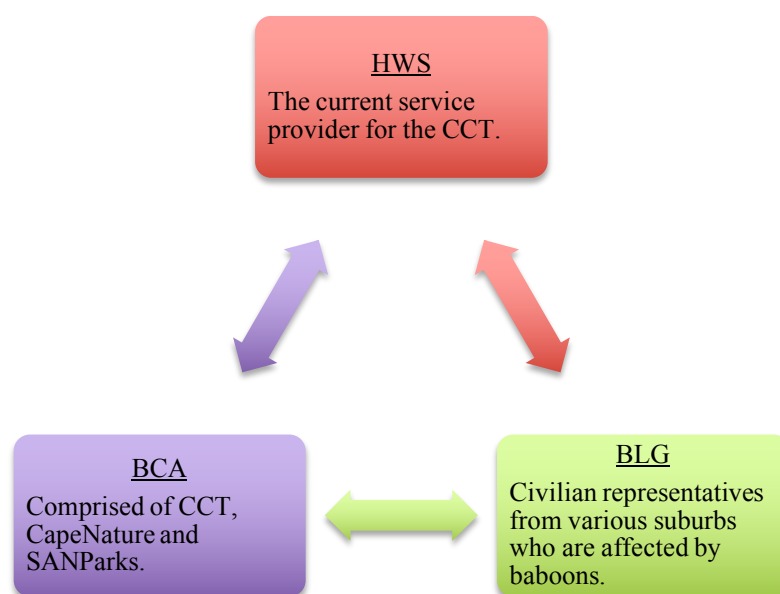 HWS
The current service
provider for the CCT.
BCA
Comprised of CCT,
CapeNature and
SANParks.
BLG
Civilian representatives
from various suburbs
who are affected by
baboons.